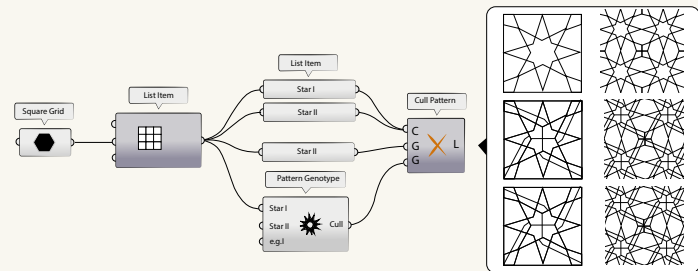 Square Grid
List Item
List Item
Star I
Star II
Star II
Pattern Genotype
Star I
Star II
e.g.I
Cull
Cull Pattern
C
G
G
L